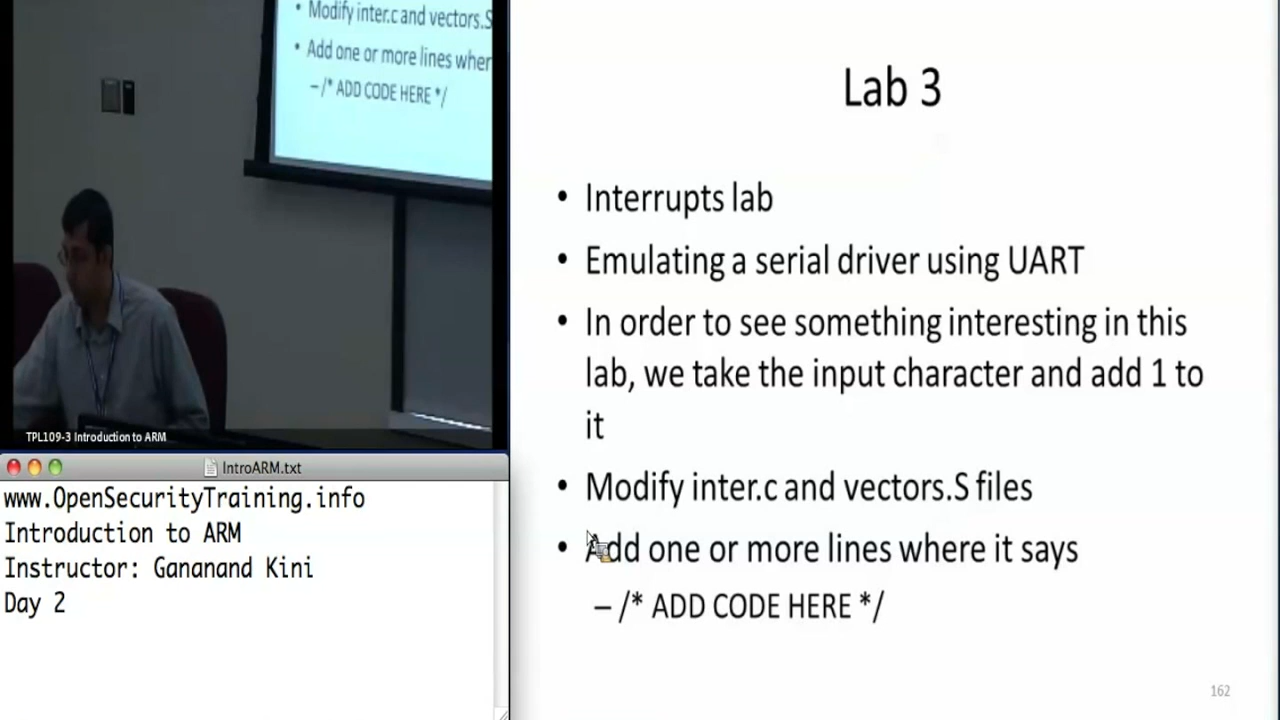 • Modify inter.c and vectors.S
• Add one or more lines wher
– /* ADD CODE HERE */
TPL109-3 Introduction to ARM
IntroARM.txt
www.OpenSecurityTraining.info
Introduction to ARM
Instructor: Gananand Kini
Day 2
Lab 3
• Interrupts lab
• Emulating a serial driver using UART
• In order to see something interesting in this
lab, we take the input character and add 1 to
it
• Modify inter.c and vectors.S files
• Add one or more lines where it says
– /* ADD CODE HERE */
162